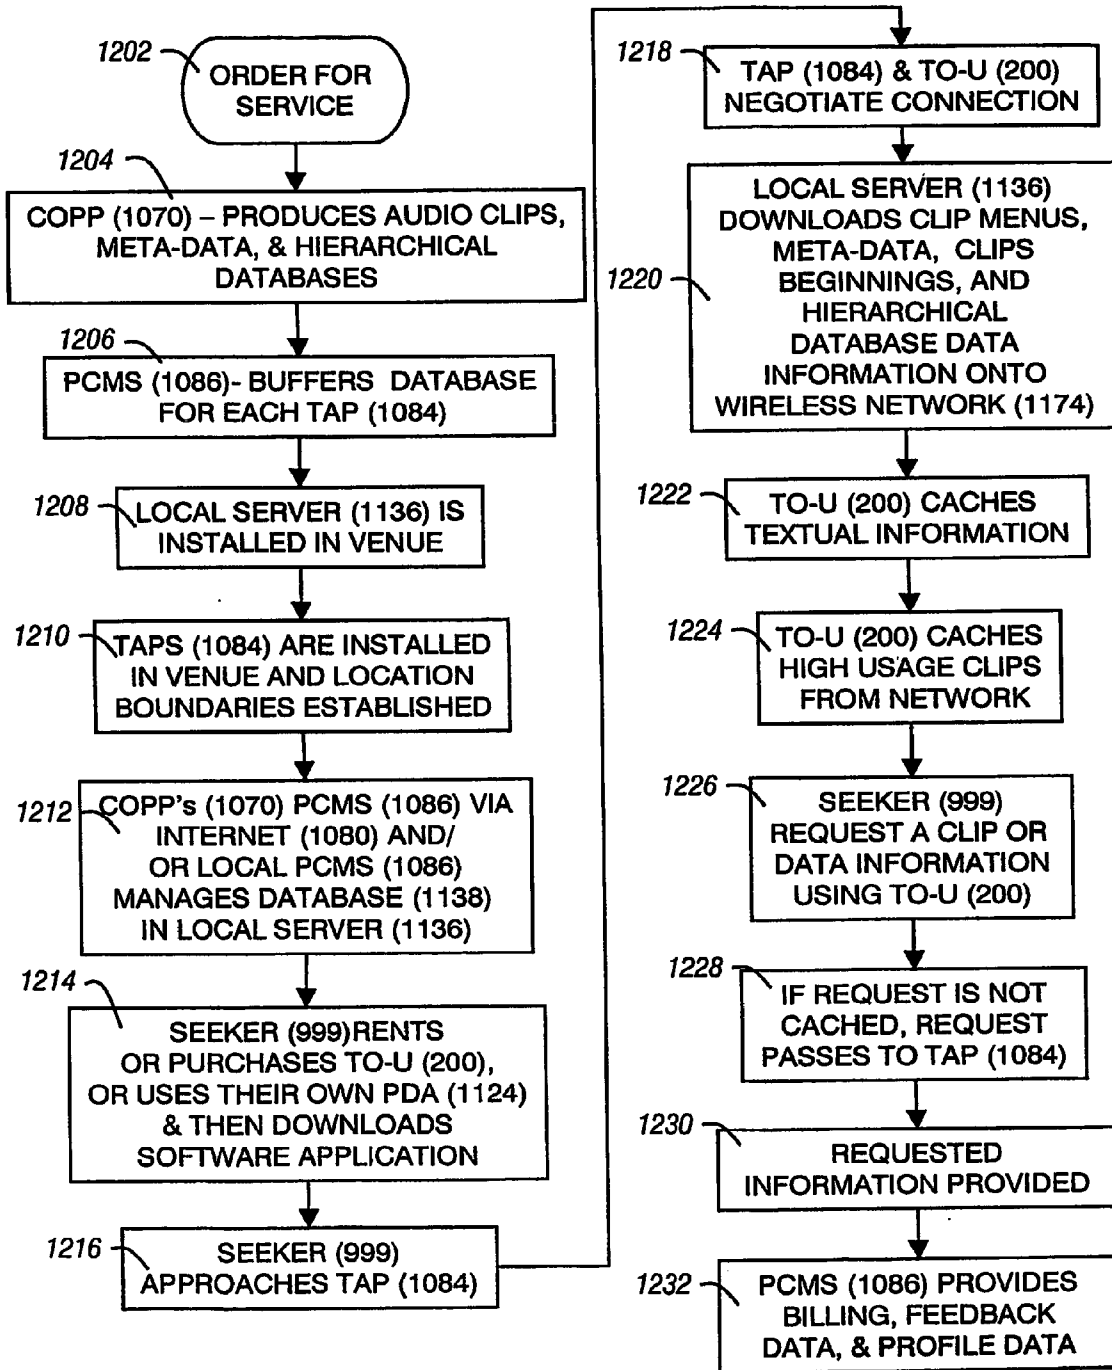 1202
ORDER FOR
SERVICE
1204
COPP (1070) – PRODUCES AUDIO CLIPS,
META-DATA, & HIERARCHICAL
DATABASES
1206
PCMS (1086)- BUFFERS DATABASE
FOR EACH TAP (1084)
1208
LOCAL SERVER (1136) IS
INSTALLED IN VENUE
1210
TAPS (1084) ARE INSTALLED
IN VENUE AND LOCATION
BOUNDARIES ESTABLISHED
1212
COPP's (1070) PCMS (1086) VIA
INTERNET (1080) AND/
OR LOCAL PCMS (1086)
MANAGES DATABASE (1138)
IN LOCAL SERVER (1136)
1214
SEEKER (999)RENTS
OR PURCHASES TO-U (200),
OR USES THEIR OWN PDA (1124)
& THEN DOWNLOADS
SOFTWARE APPLICATION
1216
SEEKER (999)
APPROACHES TAP (1084)
1218
TAP (1084) & TO-U (200)
NEGOTIATE CONNECTION
1220
LOCAL SERVER (1136)
DOWNLOADS CLIP MENUS,
META-DATA, CLIPS
BEGINNINGS, AND
HIERARCHICAL
DATABASE DATA
INFORMATION ONTO
WIRELESS NETWORK (1174)
1222
TO-U (200) CACHES
TEXTUAL INFORMATION
1224
TO-U (200) CACHES
HIGH USAGE CLIPS
FROM NETWORK
1226
SEEKER (999)
REQUEST A CLIP OR
DATA INFORMATION
USING TO-U (200)
1228
IF REQUEST IS NOT
CACHED, REQUEST
PASSES TO TAP (1084)
1230
REQUESTED
INFORMATION PROVIDED
1232
PCMS (1086) PROVIDES
BILLING, FEEDBACK
DATA, & PROFILE DATA